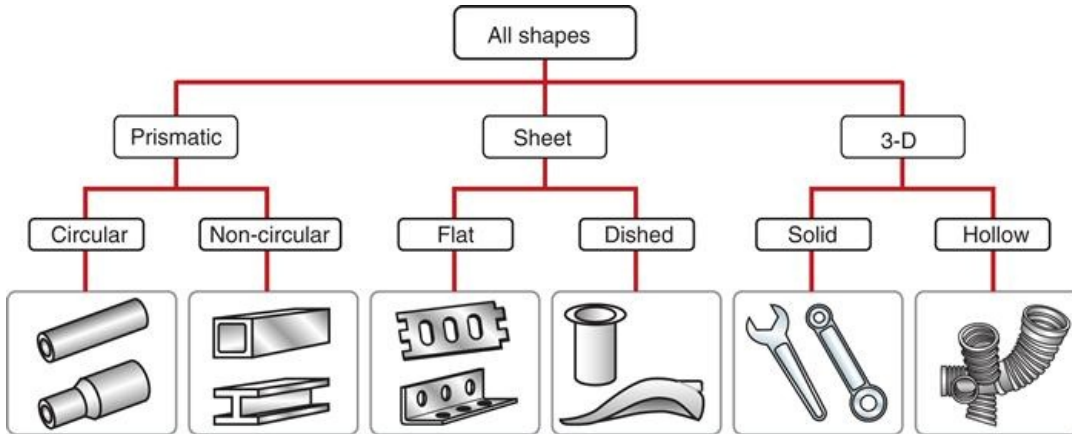 All shapes
Prismatic
Sheet
3-D
Circular
Non-circular
Flat
Dished
Solid
Hollow